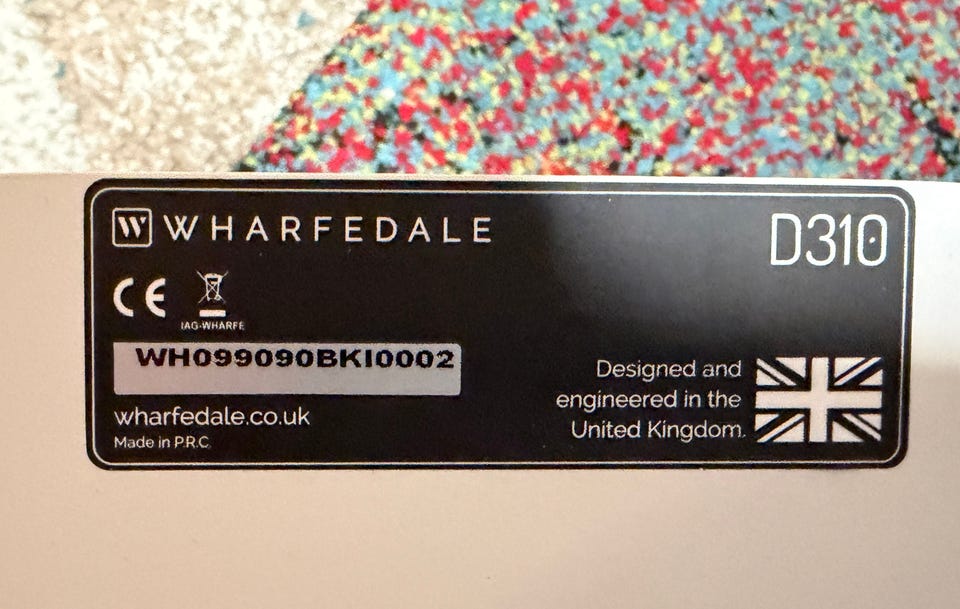 W WHARFEDALE
D310
CE
IAG-WHARFE
WH099090BKI0002
wharfedale.co.uk
Made in P.R.C.
Designed and
engineered in the
United Kingdom.